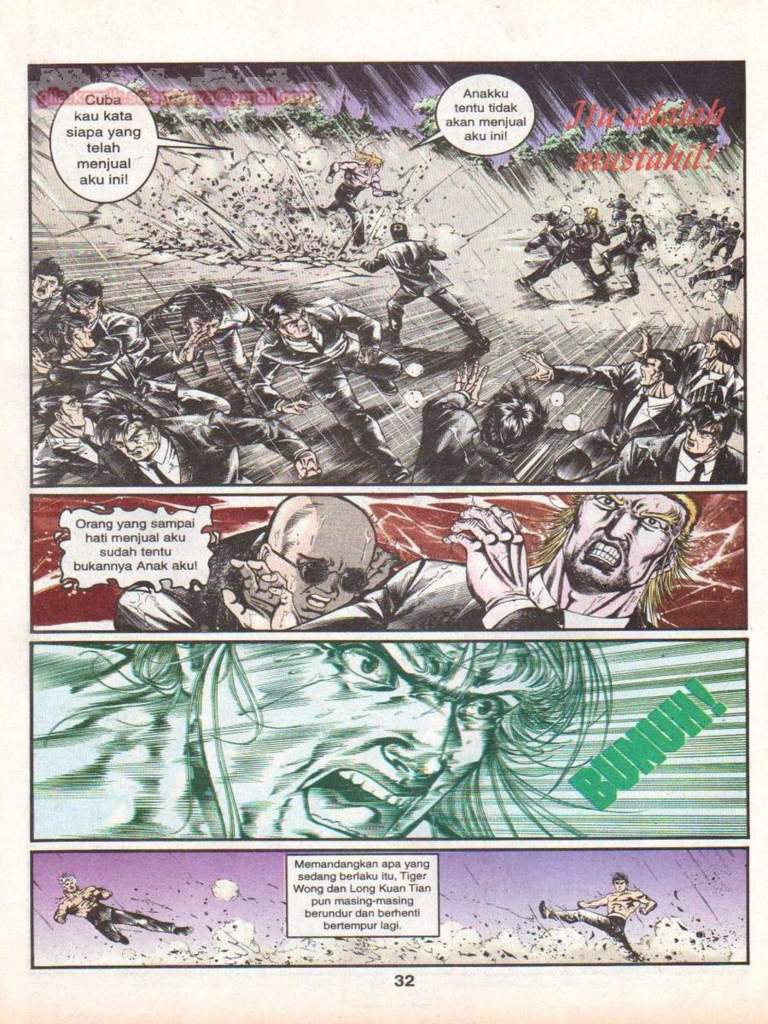 Cuba
kau kata
siapa yang
telah
menjual
aku ini!
Anakku
tentu tidak
akan menjual
aku ini!
Itu adalah
mustahil!
Orang yang sampai
hati menjual aku
sudah tentu
bukannya Anak aku!
BUNUH!
Memandangkan apa yang
sedang berlaku itu, Tiger
Wong dan Long Kuan Tian
pun masing-masing
berundur dan berhenti
bertempur lagi.
32